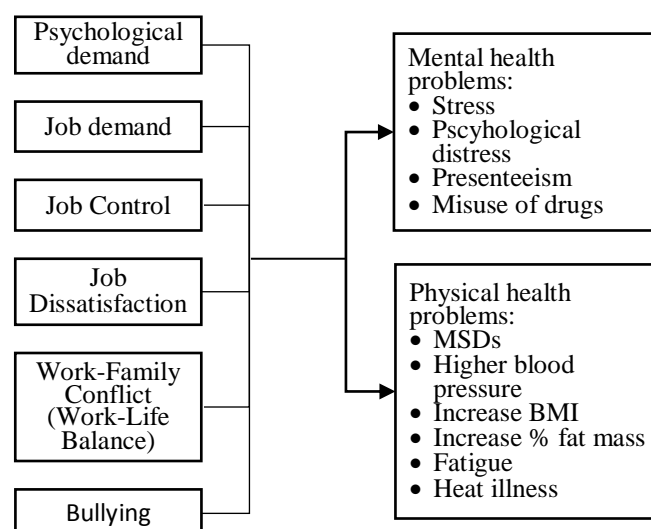 Psychological
demand
Job demand
Job Control
Job
Dissatisfaction
Work-Family
Conflict
(Work-Life
Balance)
Bullying
Mental health
problems:
• Stress
• Pscyhological
distress
• Presenteeism
• Misuse of drugs
Physical health
problems:
• MSDs
• Higher blood
pressure
• Increase BMI
• Increase % fat mass
• Fatigue
• Heat illness